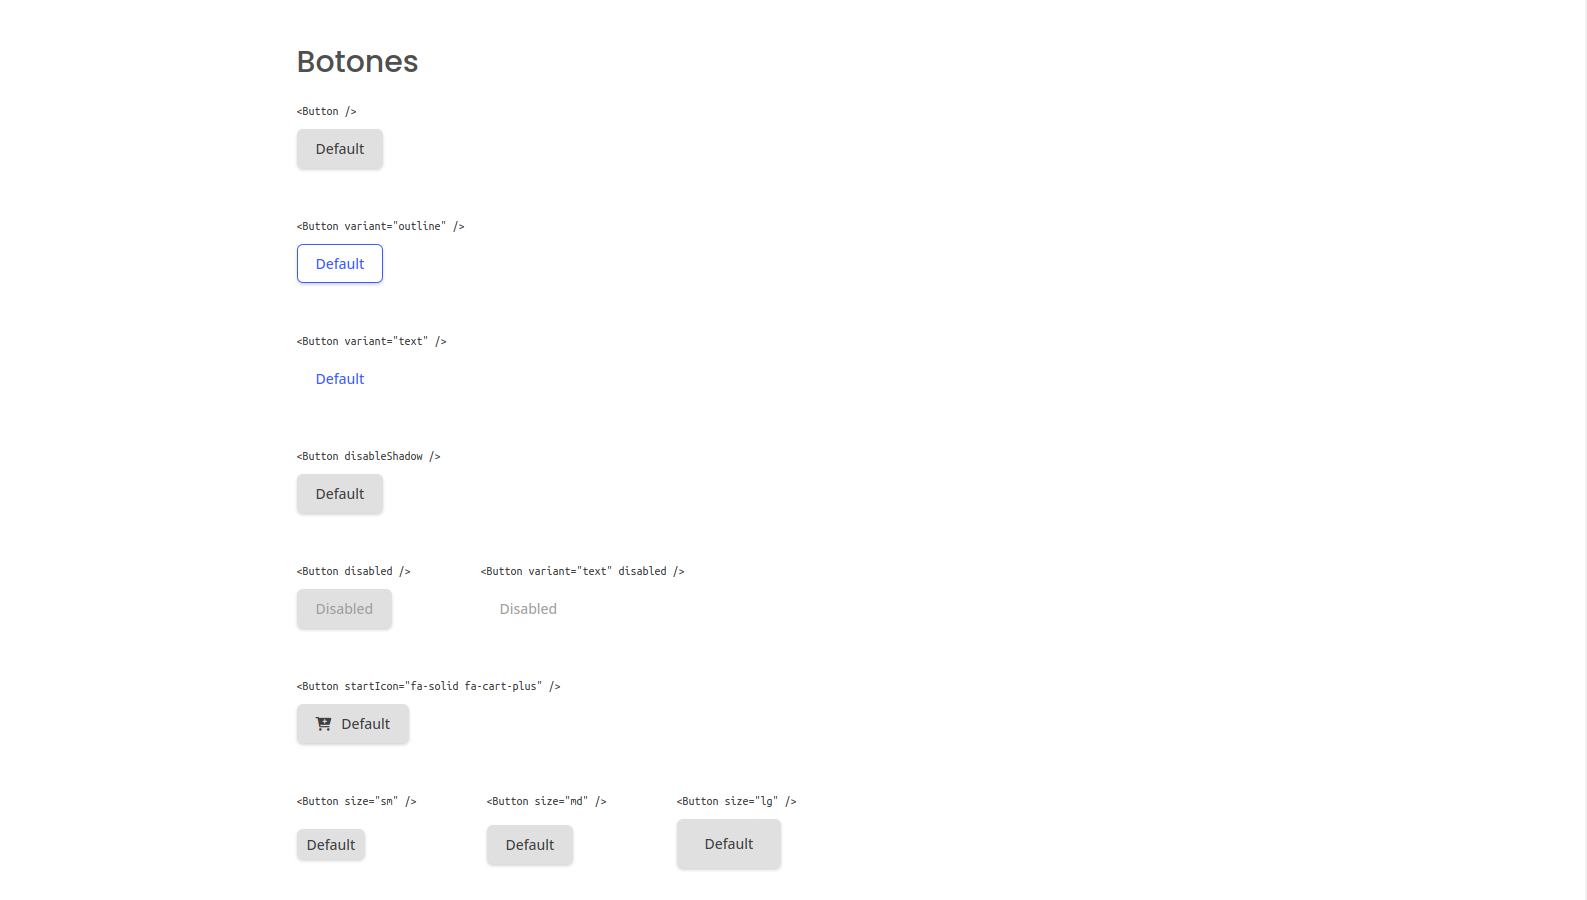 Botones
<Button />
Default
<Button variant="outline" />
Default
<Button variant="text" />
Default
<Button disableShadow />
Default
<Button disabled /> <Button variant="text" disabled />
Disabled Disabled
<Button startIcon="fa-solid fa-cart-plus" />
Default
<Button size="sm" /> <Button size="md" /> <Button size="lg" />
Default Default Default